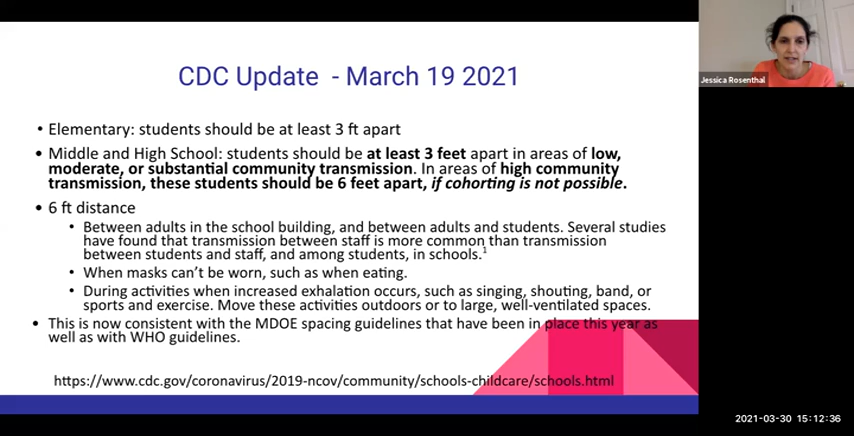 CDC Update - March 19 2021
Jessica Rosenthal
• Elementary: students should be at least 3 ft apart
• Middle and High School: students should be at least 3 feet apart in areas of low,
moderate, or substantial community transmission. In areas of high community
transmission, these students should be 6 feet apart, if cohorting is not possible.
• 6 ft distance
• Between adults in the school building, and between adults and students. Several studies
have found that transmission between staff is more common than transmission
between students and staff, and among students, in schools.1
• When masks can't be worn, such as when eating.
• During activities when increased exhalation occurs, such as singing, shouting, band, or
sports and exercise. Move these activities outdoors or to large, well-ventilated spaces.
• This is now consistent with the MDOE spacing guidelines that have been in place this year as
well as with WHO guidelines.
https://www.cdc.gov/coronavirus/2019-ncov/community/schools-childcare/schools.html
2021-03-30 15:12:36